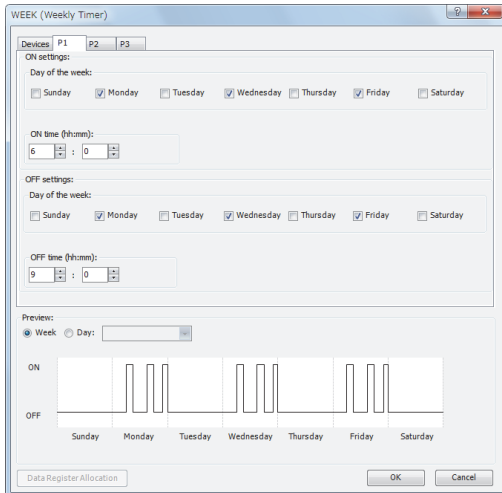 WEEK (Weekly Timer)
Devices P1 P2 P3
ON settings:
Day of the week:
Sunday Monday Tuesday Wednesday Thursday Friday Saturday
ON time (hh:mm):
6 : 0
OFF settings:
Day of the week:
Sunday Monday Tuesday Wednesday Thursday Friday Saturday
OFF time (hh:mm):
9 : 0
Preview:
Week Day:
ON
OFF
Sunday Monday Tuesday Wednesday Thursday Friday Saturday
Data Register Allocation OK Cancel